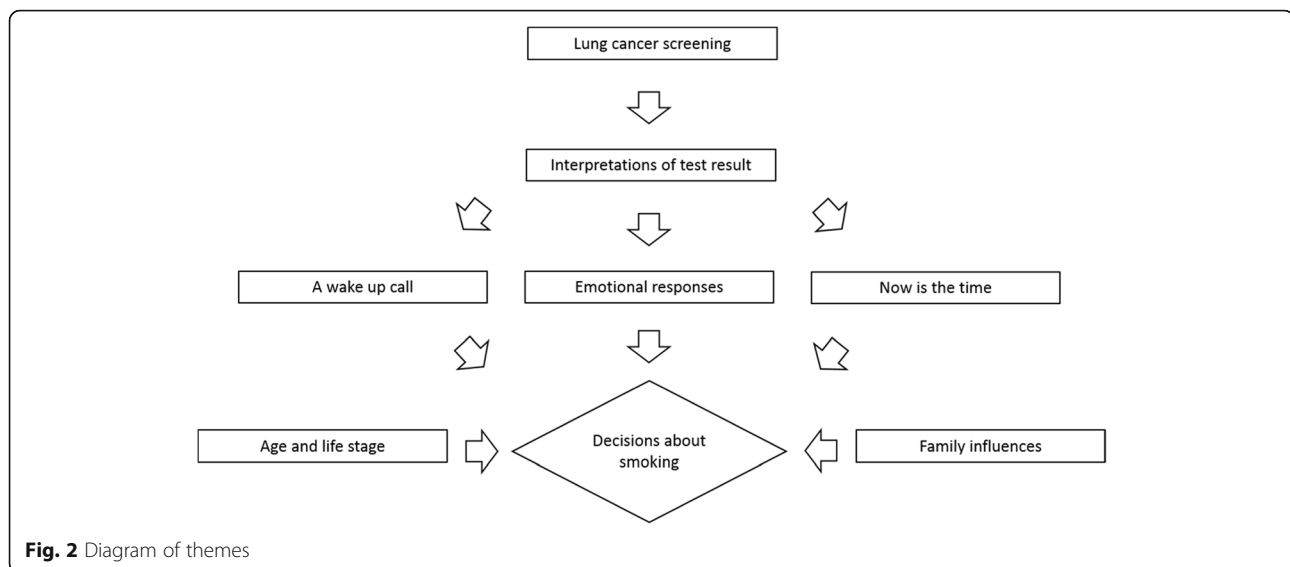 Lung cancer screening
Interpretations of test result
A wake up call
Emotional responses
Now is the time
Age and life stage
Decisions about
smoking
Family influences
Fig. 2 Diagram of themes